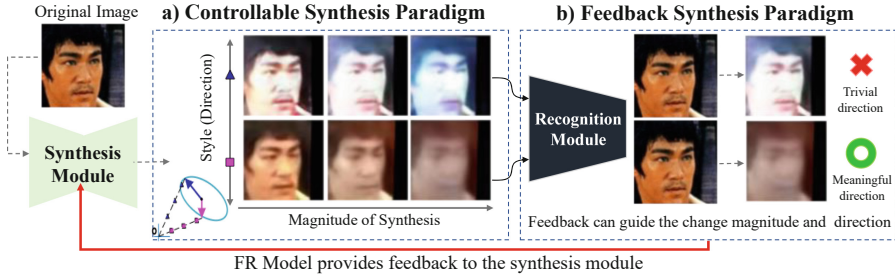 Original Image
a) Controllable Synthesis Paradigm
b) Feedback Synthesis Paradigm
Synthesis
Module
Style (Direction)
0
Magnitude of Synthesis
Recognition
Module
Trivial
direction
Meaningful
direction
Feedback can guide the change magnitude and direction
FR Model provides feedback to the synthesis module